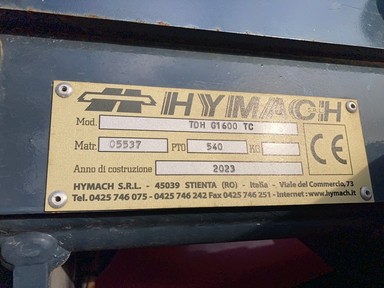 HYMACH
S.R.L.
Mod. TOH G1600 TC
Matr. 05537 PTO 540 KG
Anno di costruzione 2023 CE
HYMACH S.R.L. - 45039 STIENTA (RO) - Italia - Viale del Commercio, 73
Tel. 0425 746 075 - 0425 746 242 Fax 0425 746 251 - Internet: www.hymach.it